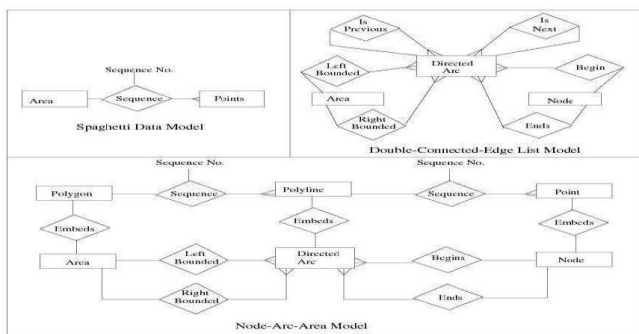 Sequence No.
Area
Sequence
Points
Spaghetti Data Model
Is
Previous
Is
Next
Left
Bounded
Directed
Arc
Begin
Area
Node
Right
Bounded
Ends
Double-Connected-Edge List Model
Sequence No.
Sequence No.
Polygon
Sequence
Polyline
Sequence
Point
Embeds
Embeds
Embeds
Area
Left
Bounded
Directed
Arc
Begins
Node
Right
Bounded
Ends
Node-Arc-Area Model